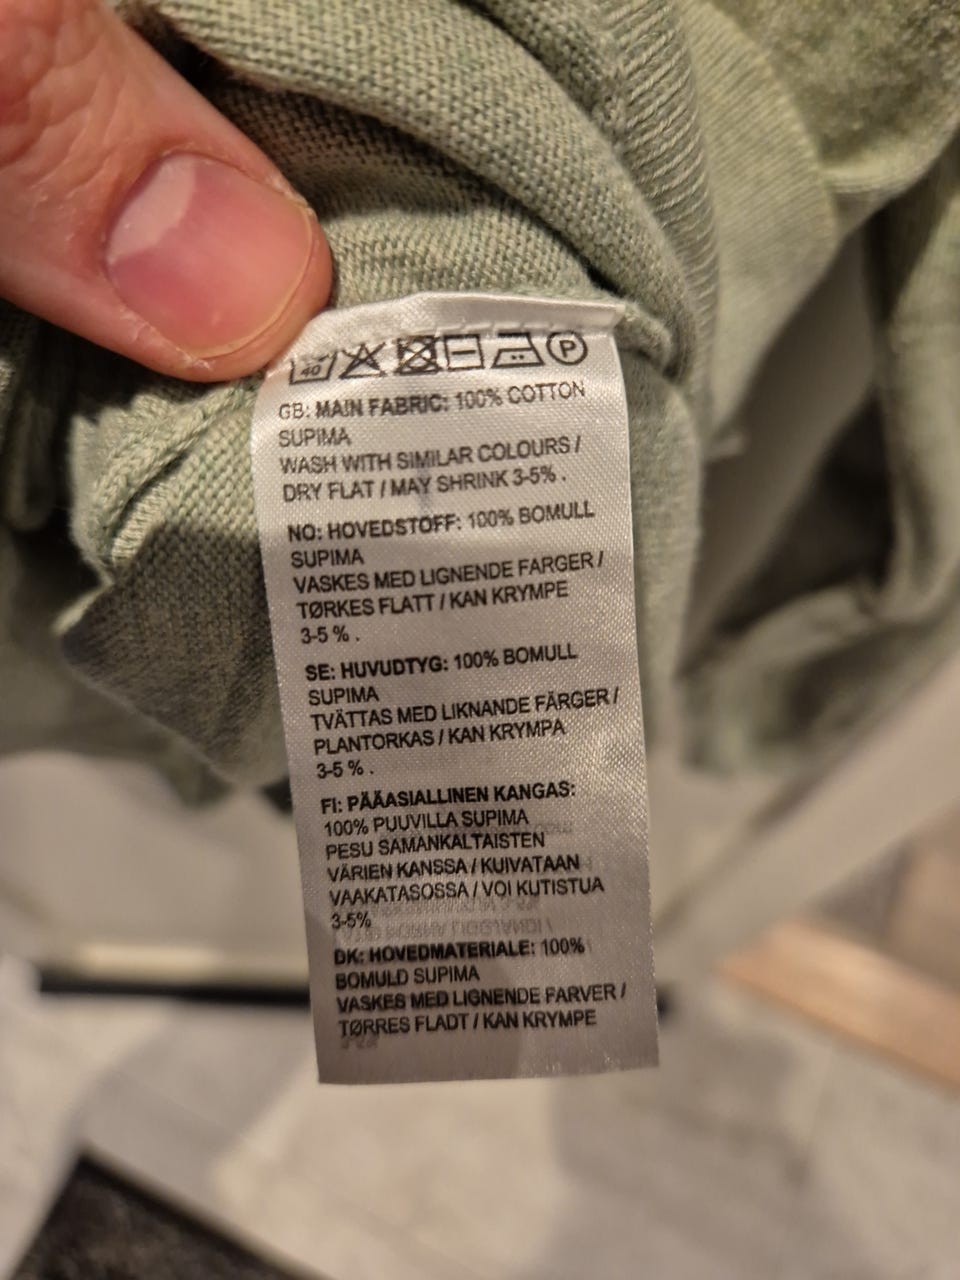 40 P
GB: MAIN FABRIC: 100% COTTON
SUPIMA
WASH WITH SIMILAR COLOURS /
DRY FLAT / MAY SHRINK 3-5% .
NO: HOVEDSTOFF: 100% BOMULL
SUPIMA
VASKES MED LIGNENDE FARGER /
TØRKES FLATT / KAN KRYMPE
3-5 % .
SE: HUVUDTYG: 100% BOMULL
SUPIMA
TVÄTTAS MED LIKNANDE FÄRGER /
PLANTORKAS / KAN KRYMPA
3-5 % .
FI: PÄÄASIALLINEN KANGAS:
100% PUUVILLA SUPIMA
PESU SAMANKALTAISTEN
VÄRIEN KANSSA / KUIVATAAN
VAAKATASOSSA / VOI KUTISTUA
3-5%
DK: HOVEDMATERIALE: 100%
BOMULD SUPIMA
VASKES MED LIGNENDE FARVER /
TØRRES FLADT / KAN KRYMPE